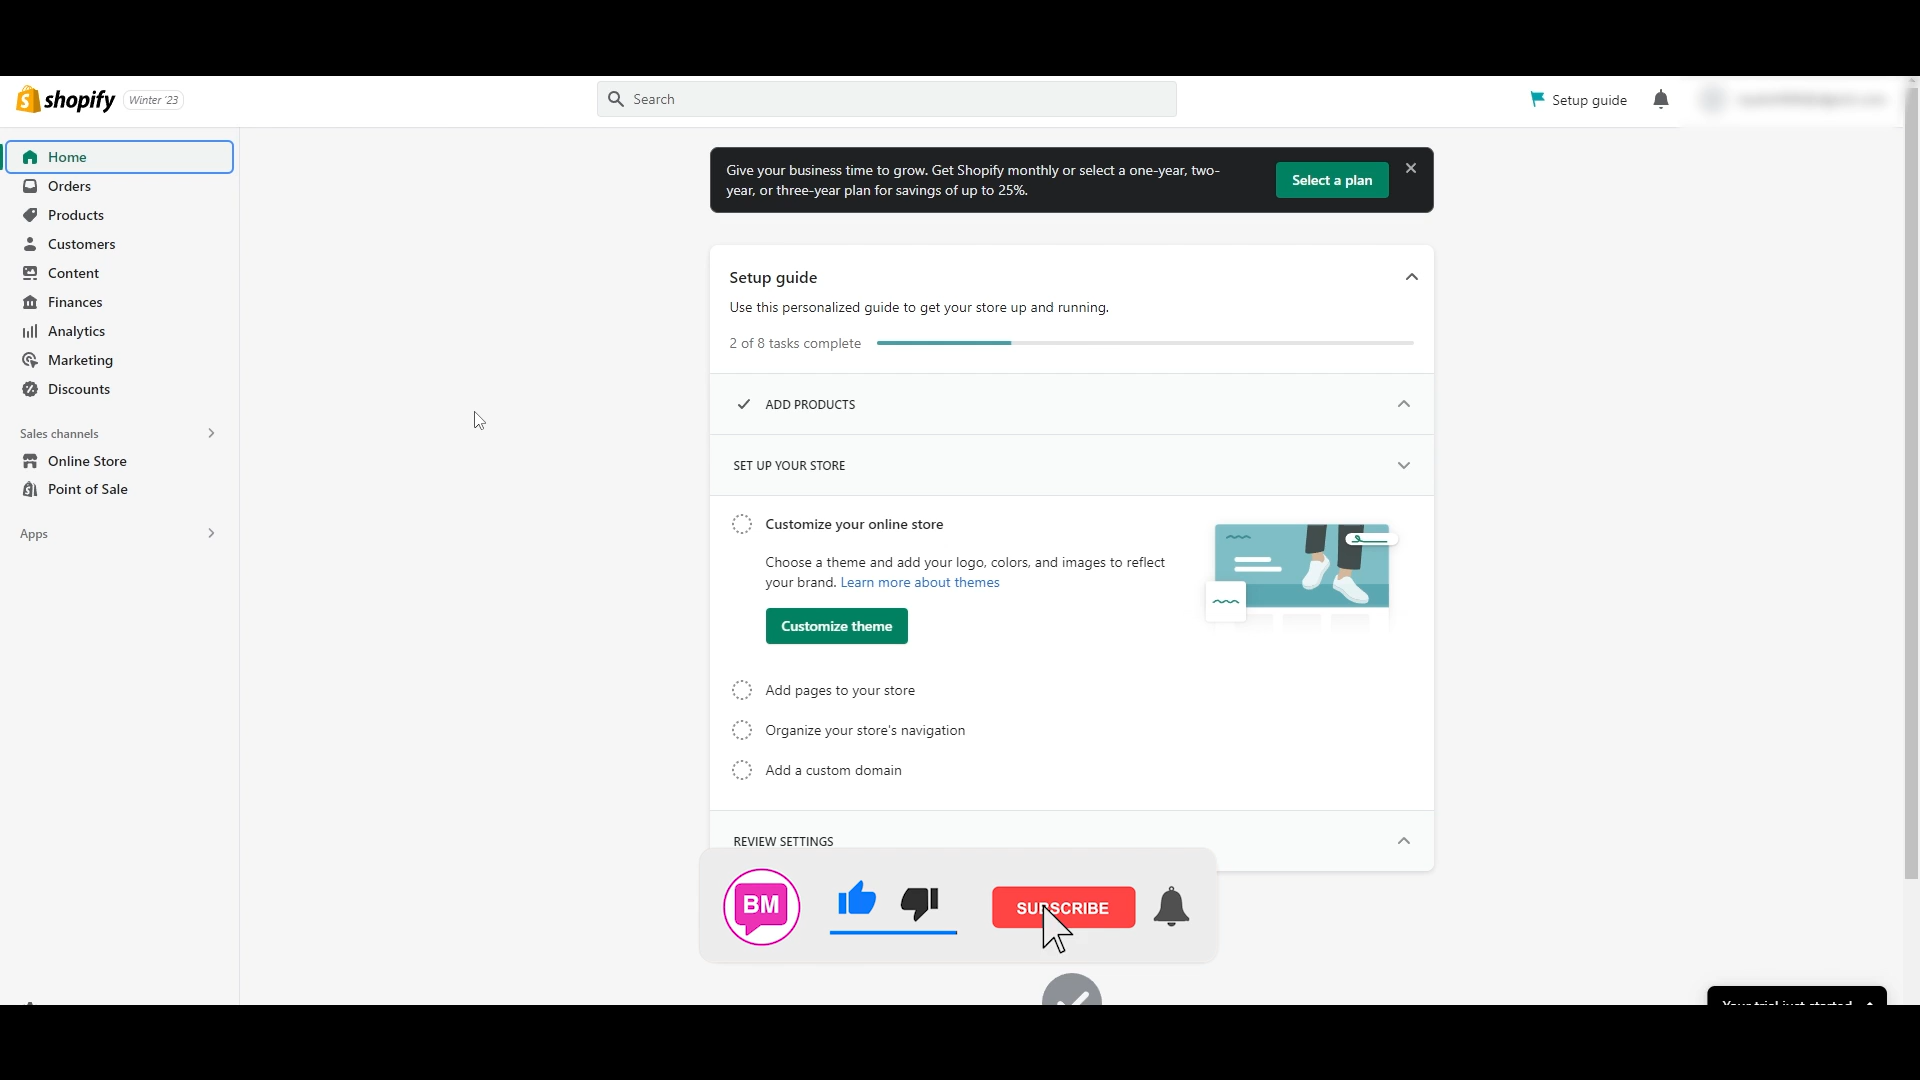 shopify
Winter '23
Search
Setup guide
Home
Orders
Products
Customers
Content
Finances
Analytics
Marketing
Discounts
Sales channels
Online Store
Point of Sale
Apps
Give your business time to grow. Get Shopify monthly or select a one-year, two-
year, or three-year plan for savings of up to 25%.
Select a plan
Setup guide
Use this personalized guide to get your store up and running.
2 of 8 tasks complete
ADD PRODUCTS
SET UP YOUR STORE
Customize your online store
Choose a theme and add your logo, colors, and images to reflect
your brand. Learn more about themes
Customize theme
Add pages to your store
Organize your store's navigation
Add a custom domain
REVIEW SETTINGS
BM
SUBSCRIBE
Your trial just started